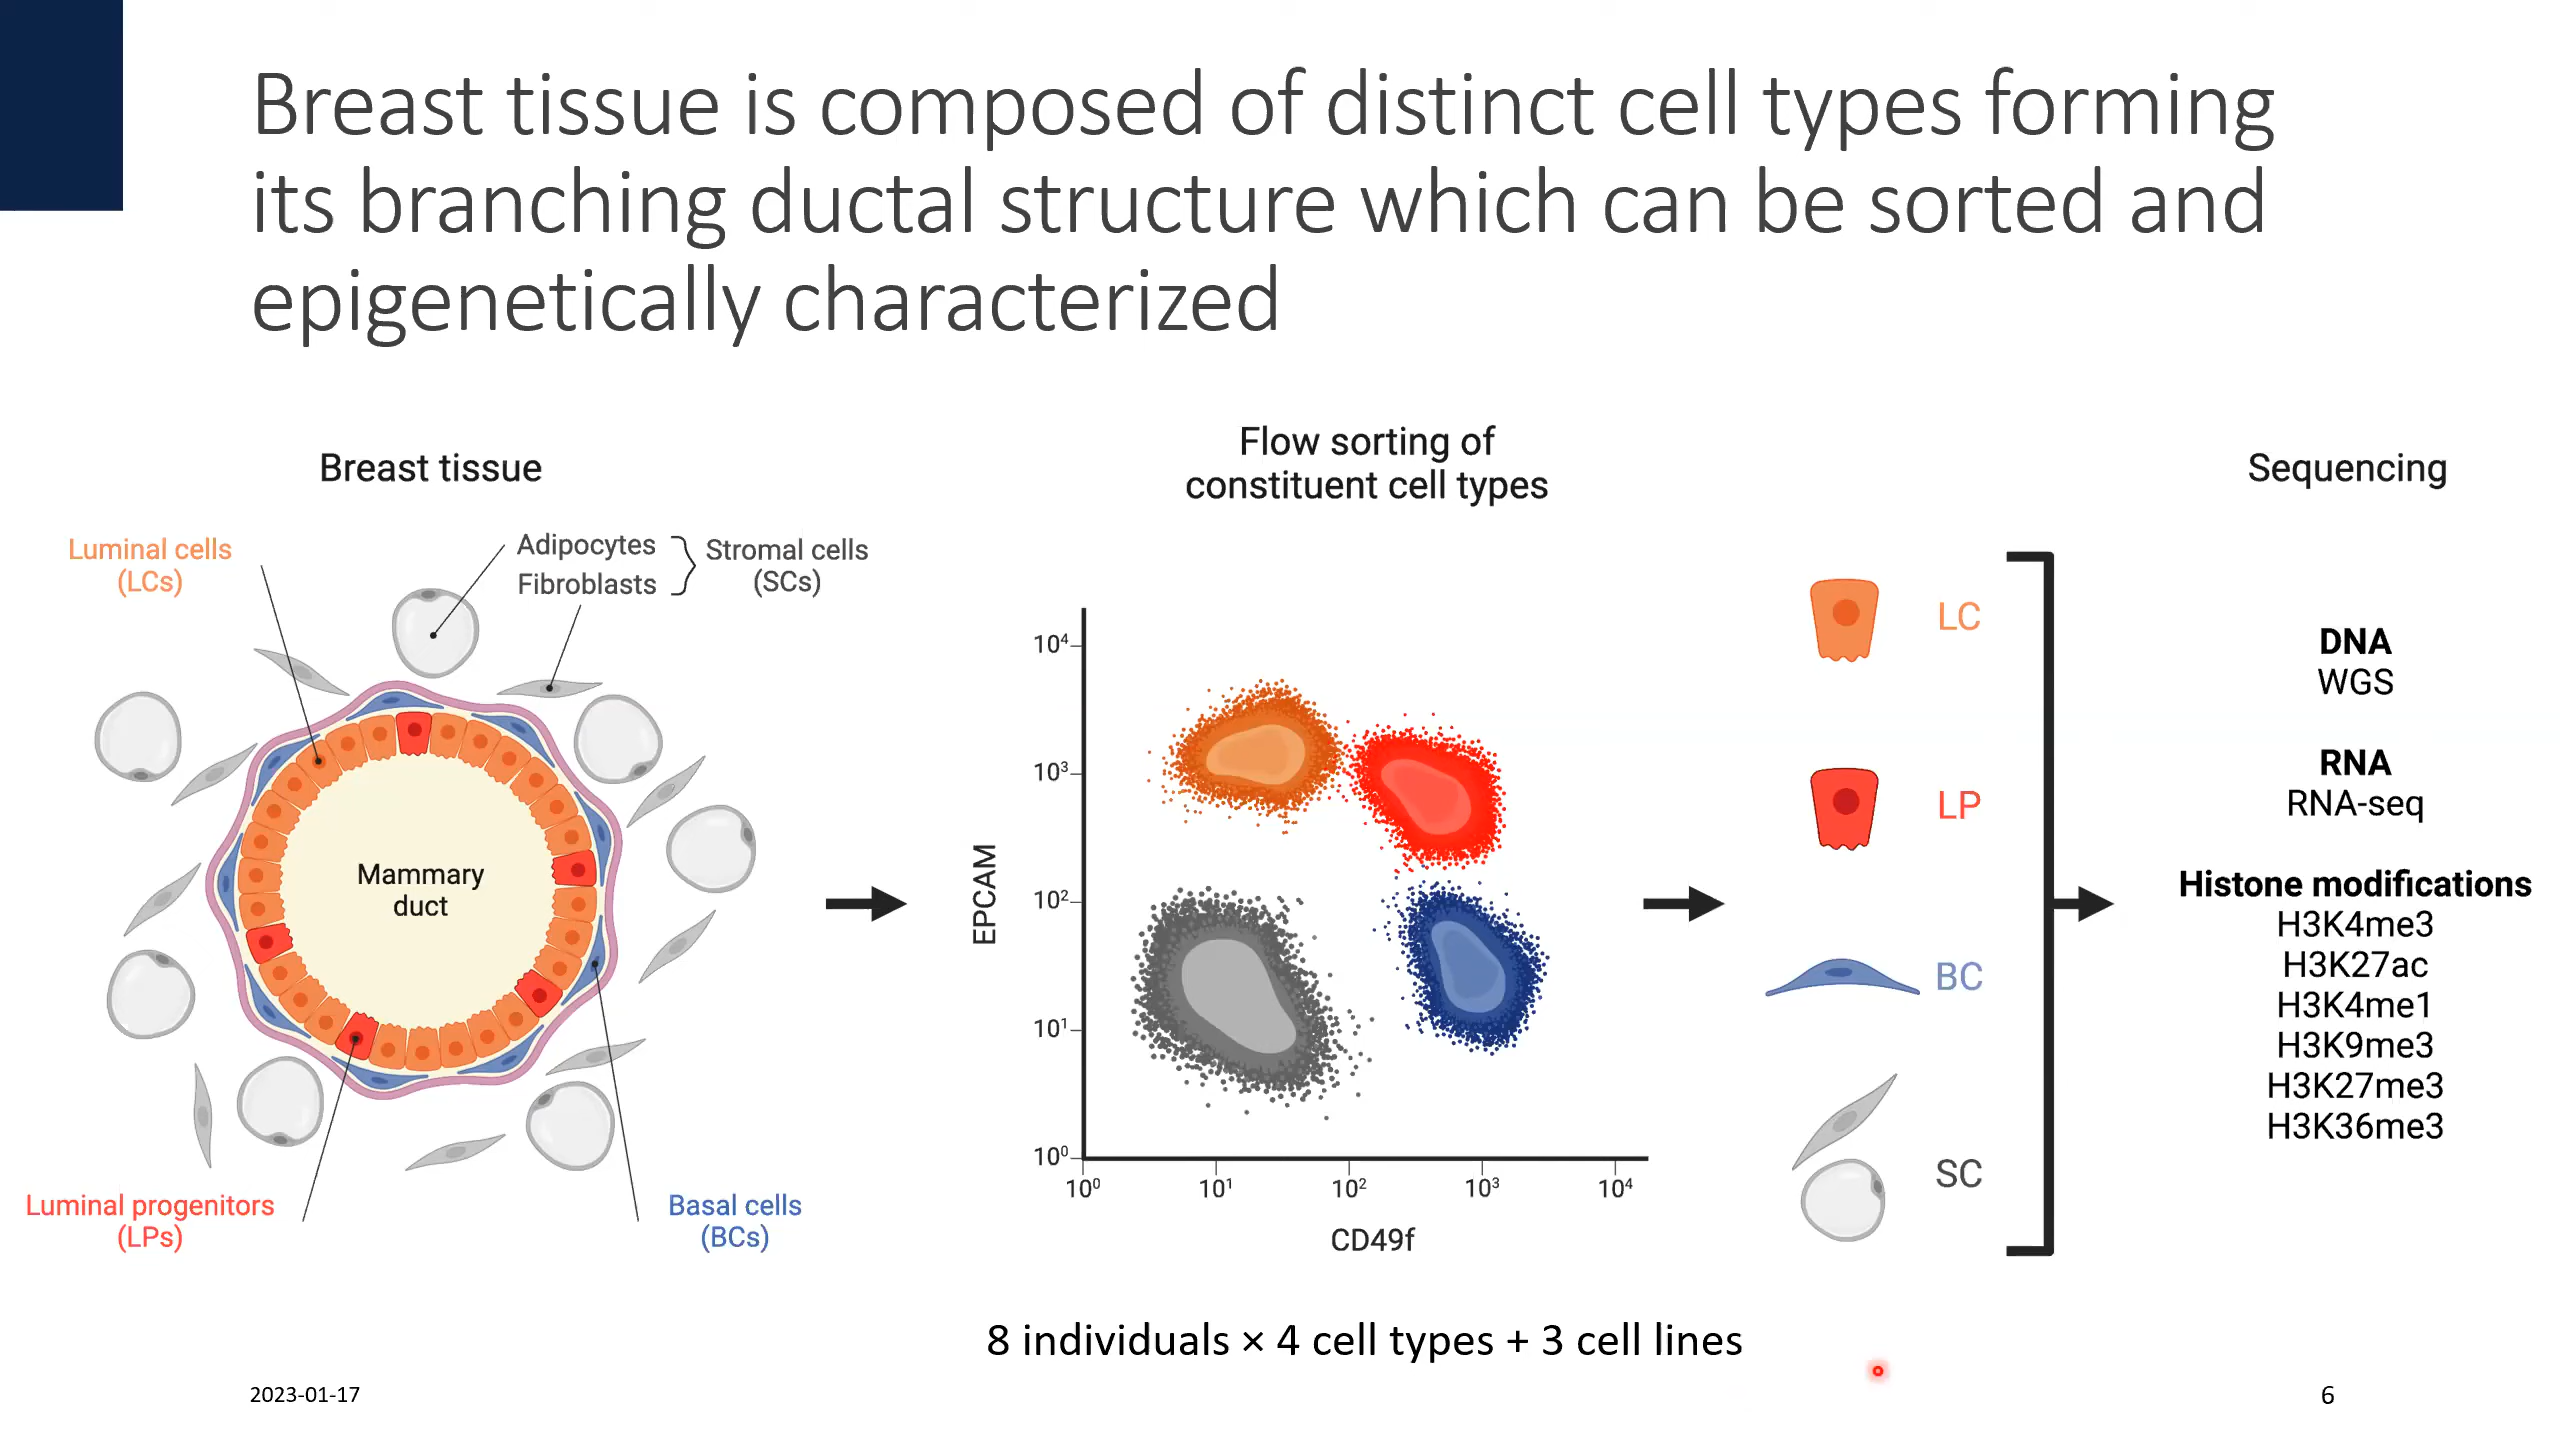 Breast tissue is composed of distinct cell types forming
its branching ductal structure which can be sorted and
epigenetically characterized
Breast tissue
Luminal cells
(LCs)
Adipocytes
Fibroblasts
Stromal cells
(SCs)
Mammary
duct
Luminal progenitors
(LPs)
Basal cells
(BCs)
Flow sorting of
constituent cell types
EPCAM
10⁴
10³
10²
10¹
10⁰
10⁰ 10¹ 10² 10³ 10⁴
CD49f
LC
LP
BC
SC
Sequencing
DNA
WGS
RNA
RNA-seq
Histone modifications
H3K4me3
H3K27ac
H3K4me1
H3K9me3
H3K27me3
H3K36me3
8 individuals × 4 cell types + 3 cell lines
2023-01-17
6